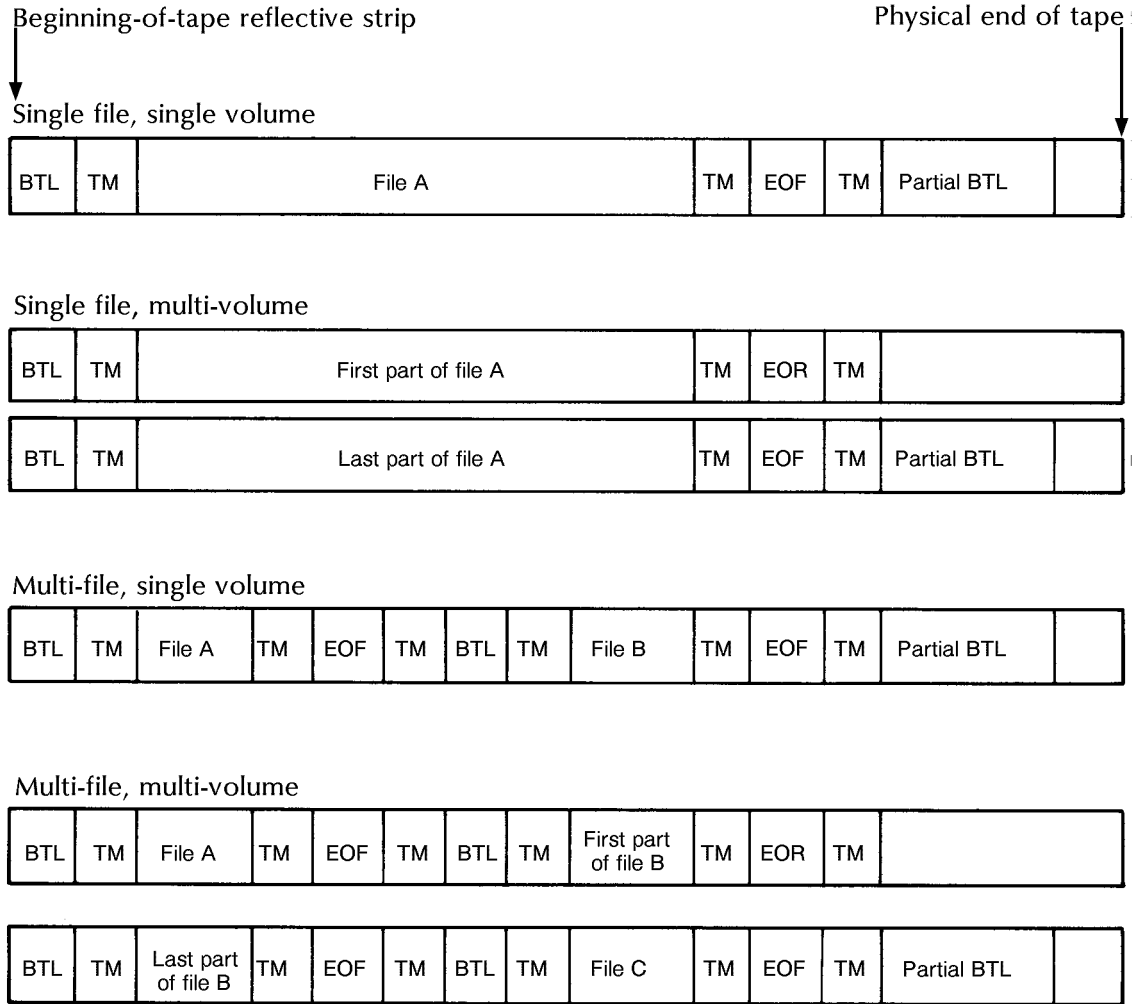 Beginning-of-tape reflective strip
Physical end of tape
Single file, single volume
BTL TM File A TM EOF TM Partial BTL
Single file, multi-volume
BTL TM First part of file A TM EOR TM
BTL TM Last part of file A TM EOF TM Partial BTL
Multi-file, single volume
BTL TM File A TM EOF TM BTL TM File B TM EOF TM Partial BTL
Multi-file, multi-volume
BTL TM File A TM EOF TM BTL TM First part of file B TM EOR TM
BTL TM Last part of file B TM EOF TM BTL TM File C TM EOF TM Partial BTL